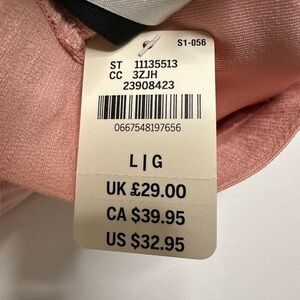 S1-056
ST 11135513
CC 3ZJH
23908423
0667548197656
L | G
UK £29.00
CA $39.95
US $32.95